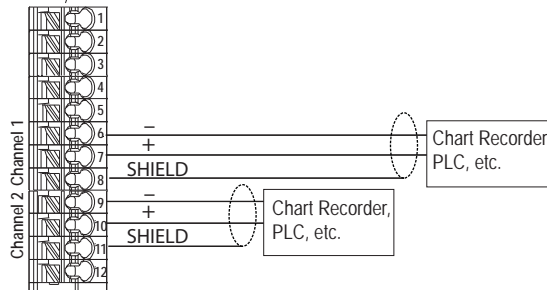 1
2
3
4
5
6
7
8
9
10
11
12
Channel 1
Channel 2
–
+
SHIELD
Chart Recorder
PLC, etc.
–
+
SHIELD
Chart Recorder,
PLC, etc.